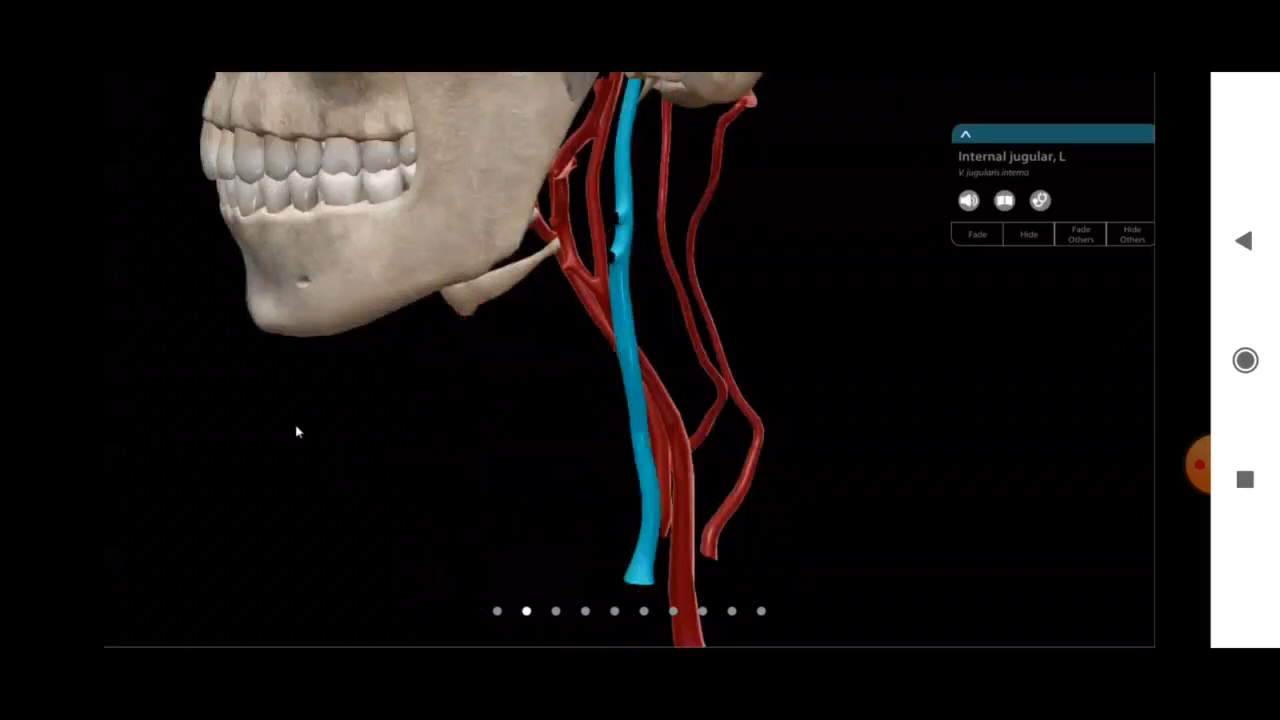 Internal jugular, L
V. jugularis interna
Fade
Hide
Fade
Others
Hide
Others